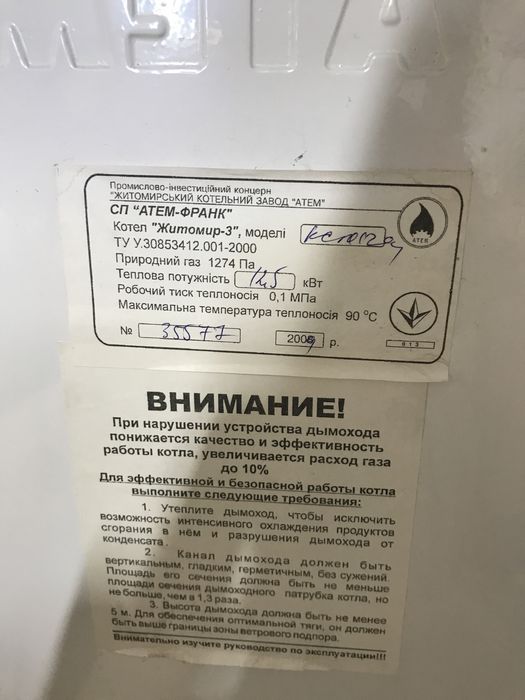 АТЕМ
Промислово-інвестиційний концерн
"ЖИТОМИРСЬКИЙ КОТЕЛЬНИЙ ЗАВОД "АТЕМ"
СП "АТЕМ-ФРАНК"
Котел "Житомир-3", моделі
ТУ У.30853412.001-2000
Природний газ 1274 Па
Теплова потужність 12,5 кВт
Робочий тиск теплоносія 0,1 МПа
Максимальна температура теплоносія 90 °С
№ 35577 2009 р.
АТЕМ
013
ВНИМАНИЕ!
При нарушении устройства дымохода
понижается качество и эффективность
работы котла, увеличивается расход газа
до 10%
Для эффективной и безопасной работы котла
выполните следующие требования:
1. Утеплите дымоход, чтобы исключить
возможность интенсивного охлаждения продуктов
сгорания в нём и разрушения дымохода от
конденсата.
2. Канал дымохода должен быть
вертикальным, гладким, герметичным, без сужений.
Площадь его сечения должна быть не меньше
площади сечения дымоходного патрубка котла, но
не больше, чем в 1,3 раза.
3. Высота дымохода должна быть не менее
5 м. Для обеспечения оптимальной тяги, он должен
быть выше границы зоны ветрового подпора.
Внимательно изучите руководство по эксплуатации!!!